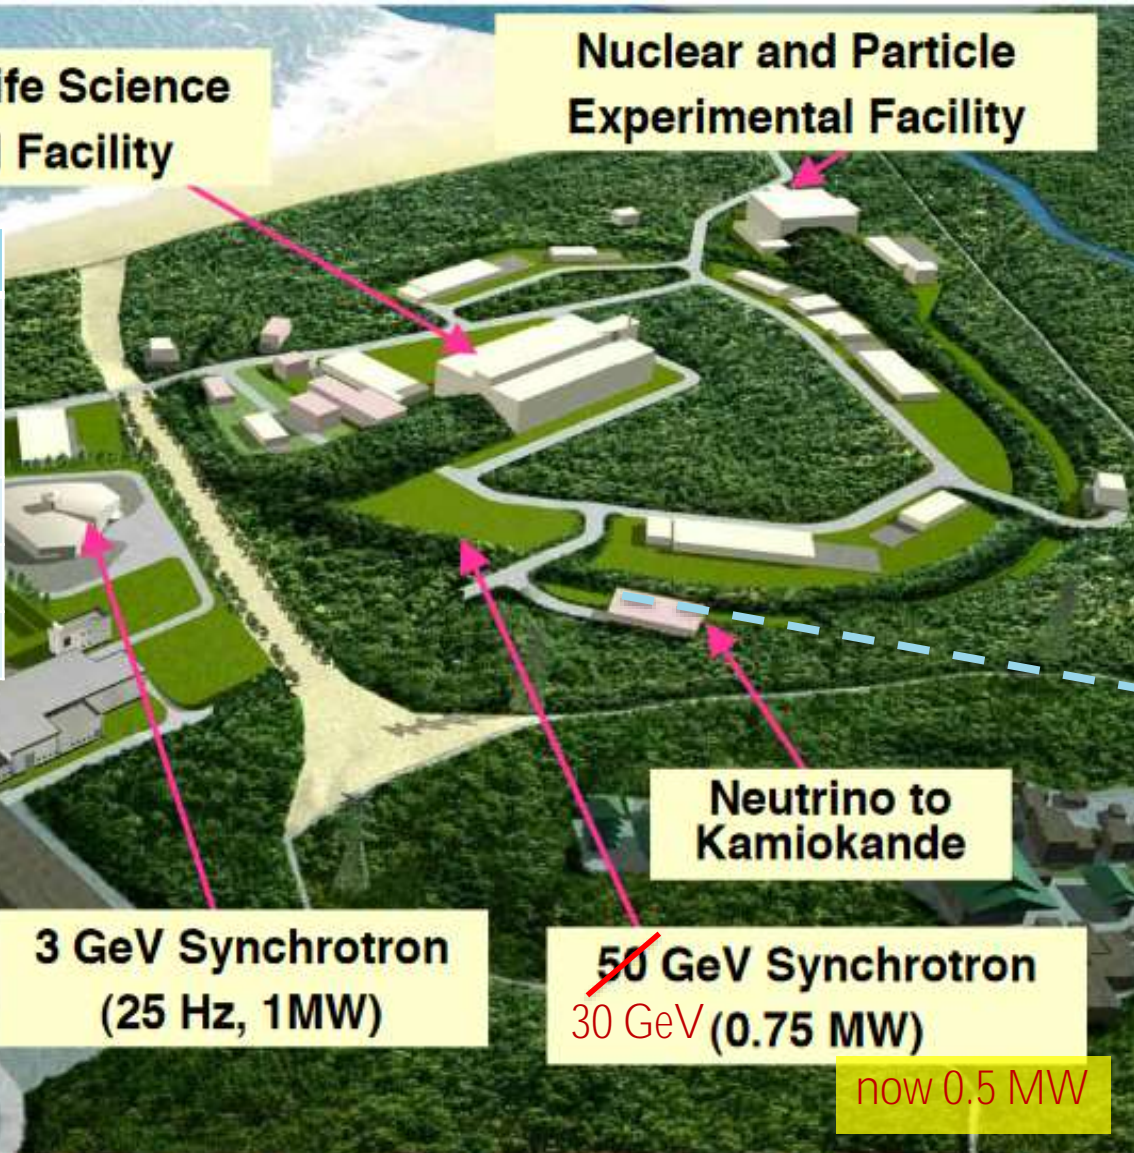 ife Science
Facility
Nuclear and Particle
Experimental Facility
Neutrino to
Kamiokande
3 GeV Synchrotron
(25 Hz, 1MW)
50 GeV Synchrotron
30 GeV (0.75 MW)
now 0.5 MW